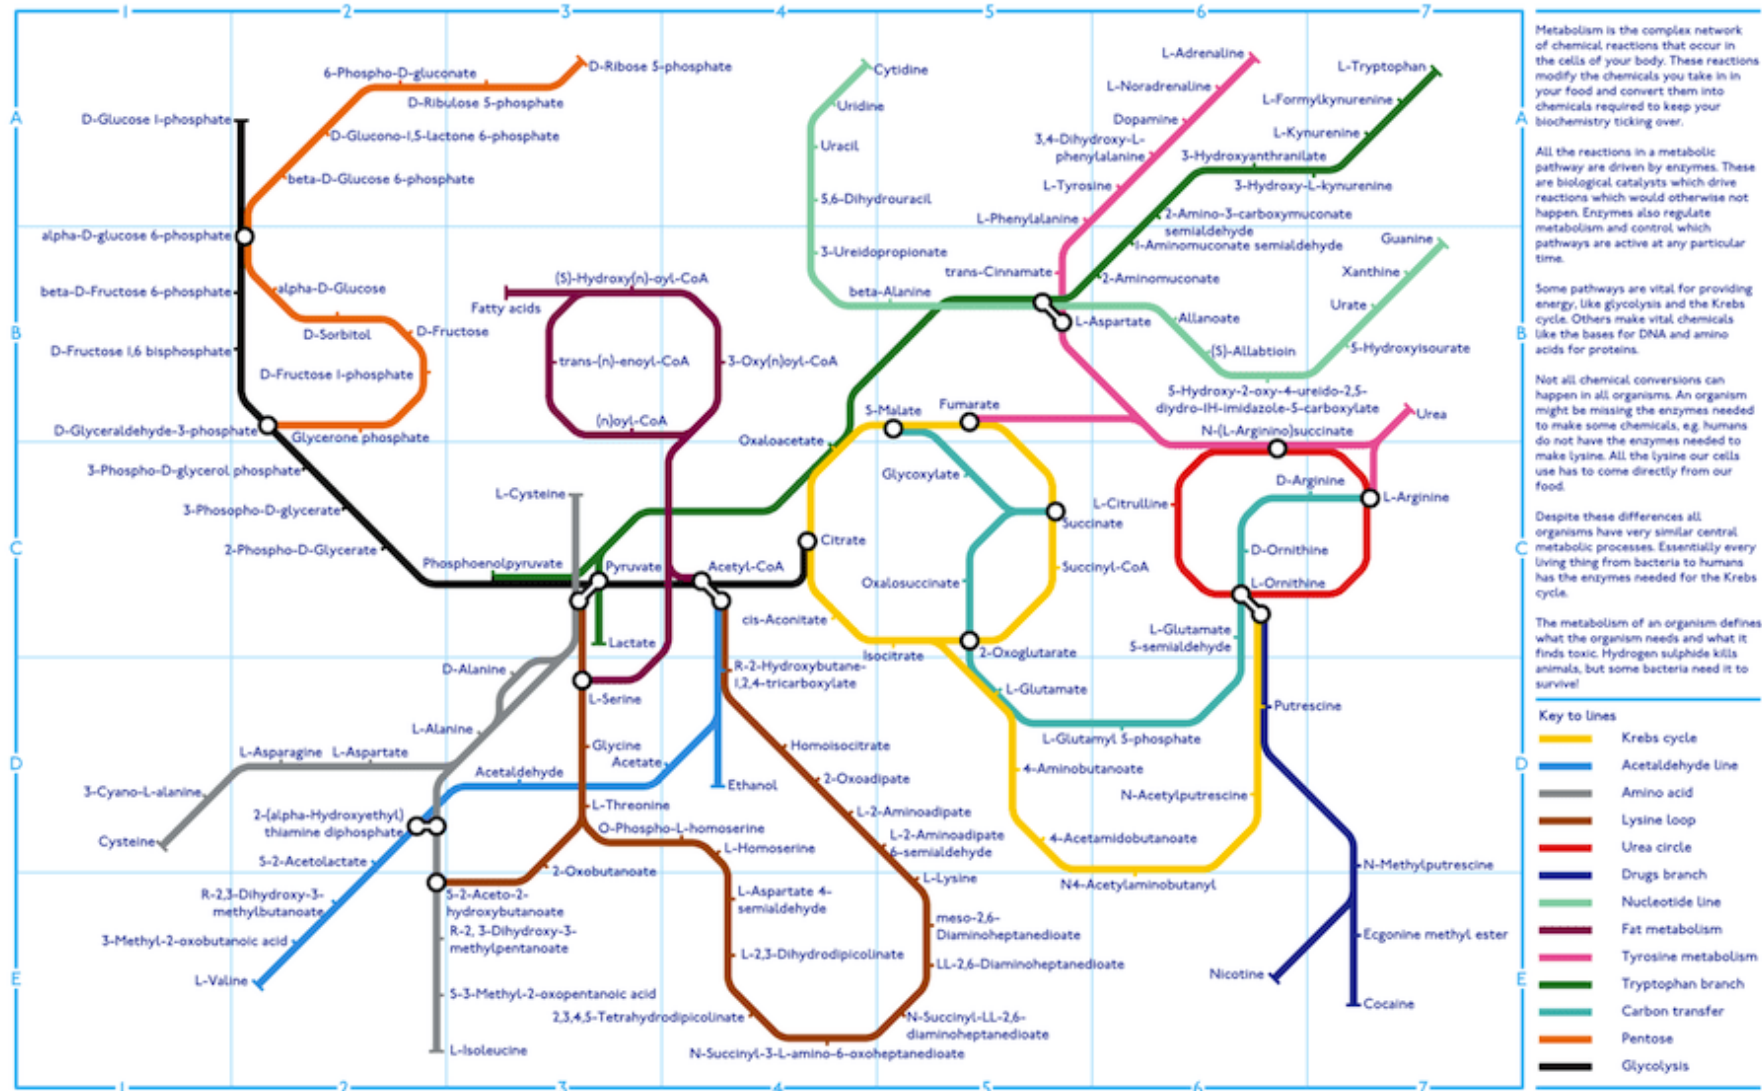 1 2 3 4 5 6 7
A
B
C
D
E
A
B
C
D
E
1 2 3 4 5 6 7
D-Glucose 1-phosphate
alpha-D-glucose 6-phosphate
beta-D-Fructose 6-phosphate
D-Fructose 1,6 bisphosphate
D-Glyceraldehyde-3-phosphate
3-Phospho-D-glycerol phosphate
3-Phosopho-D-glycerate
2-Phospho-D-Glycerate
Phosphoenolpyruvate
6-Phospho-D-gluconate
D-Ribose 5-phosphate
D-Ribulose 5-phosphate
D-Glucono-1,5-lactone 6-phosphate
beta-D-Glucose 6-phosphate
alpha-D-Glucose
D-Sorbitol
D-Fructose
D-Fructose 1-phosphate
Glycerone phosphate
Fatty acids
(S)-Hydroxy(n)-oyl-CoA
trans-(n)-enoyl-CoA
3-Oxy(n)oyl-CoA
(n)oyl-CoA
L-Cysteine
Pyruvate
Acetyl-CoA
Lactate
Citrate
Oxaloacetate
S-Malate
Fumarate
Glycoxylate
Succinate
Succinyl-CoA
Oxalosuccinate
cis-Aconitate
Isocitrate
2-Oxoglutarate
Cytidine
Uridine
Uracil
5,6-Dihydrouracil
3-Ureidopropionate
beta-Alanine
L-Adrenaline
L-Noradrenaline
Dopamine
3,4-Dihydroxy-L-
phenylalanine
L-Tyrosine
L-Phenylalanine
trans-Cinnamate
L-Tryptophan
L-Formylkynurenine
L-Kynurenine
3-Hydroxyanthranilate
3-Hydroxy-L-kynurenine
2-Amino-3-carboxymuconate
semialdehyde
1-Aminomuconate semialdehyde
2-Aminomuconate
L-Aspartate
Guanine
Xanthine
Urate
5-Hydroxyisourate
Allanoate
(S)-Allabtioin
5-Hydroxy-2-oxy-4-ureido-2,5-
diydro-1H-imidazole-5-carboxylate
Urea
N-(L-Arginino)succinate
D-Arginine
L-Arginine
L-Citrulline
D-Ornithine
L-Ornithine
L-Glutamate
5-semialdehyde
L-Glutamate
L-Glutamyl 5-phosphate
4-Aminobutanoate
4-Acetamidobutanoate
N4-Acetylaminobutanyl
N-Acetylputrescine
Putrescine
N-Methylputrescine
Ecgonine methyl ester
Nicotine
Cocaine
D-Alanine
L-Alanine
L-Asparagine
L-Aspartate
3-Cyano-L-alanine
Cysteine
L-Serine
Glycine
L-Threonine
Acetate
Acetaldehyde
Ethanol
2-(alpha-Hydroxyethyl)
thiamine diphosphate
S-2-Acetolactate
R-2,3-Dihydroxy-3-
methylbutanoate
3-Methyl-2-oxobutanoic acid
L-Valine
2-Oxobutanoate
S-2-Aceto-2-
hydroxybutanoate
R-2, 3-Dihydroxy-3-
methylpentanoate
S-3-Methyl-2-oxopentanoic acid
L-Isoleucine
O-Phospho-L-homoserine
L-Homoserine
L-Aspartate 4-
semialdehyde
L-2,3-Dihydrodipicolinate
2,3,4,5-Tetrahydrodipicolinate
N-Succinyl-3-L-amino-6-oxoheptanedioate
N-Succinyl-LL-2,6-
diaminoheptanedioate
LL-2,6-Diaminoheptanedioate
meso-2,6-
Diaminoheptanedioate
L-Lysine
L-2-Aminoadipate
6-semialdehyde
L-2-Aminoadipate
2-Oxoadipate
Homoisocitrate
R-2-Hydroxybutane-
1,2,4-tricarboxylate
Metabolism is the complex network
of chemical reactions that occur in
the cells of your body. These reactions
modify the chemicals you take in in
your food and convert them into
chemicals required to keep your
biochemistry ticking over.
All the reactions in a metabolic
pathway are driven by enzymes. These
are biological catalysts which drive
reactions which would otherwise not
happen. Enzymes also regulate
metabolism and control which
pathways are active at any particular
time.
Some pathways are vital for providing
energy, like glycolysis and the Krebs
cycle. Others make vital chemicals
like the bases for DNA and amino
acids for proteins.
Not all chemical conversions can
happen in all organisms. An organism
might be missing the enzymes needed
to make some chemicals, eg. humans
do not have the enzymes needed to
make lysine. All the lysine our cells
use has to come directly from our
food.
Despite these differences all
organisms have very similar central
metabolic processes. Essentially every
living thing from bacteria to humans
has the enzymes needed for the Krebs
cycle.
The metabolism of an organism defines
what the organism needs and what it
finds toxic. Hydrogen sulphide kills
animals, but some bacteria need it to
survive!
Key to lines
Krebs cycle
Acetaldehyde line
Amino acid
Lysine loop
Urea circle
Drugs branch
Nucleotide line
Fat metabolism
Tyrosine metabolism
Tryptophan branch
Carbon transfer
Pentose
Glycolysis